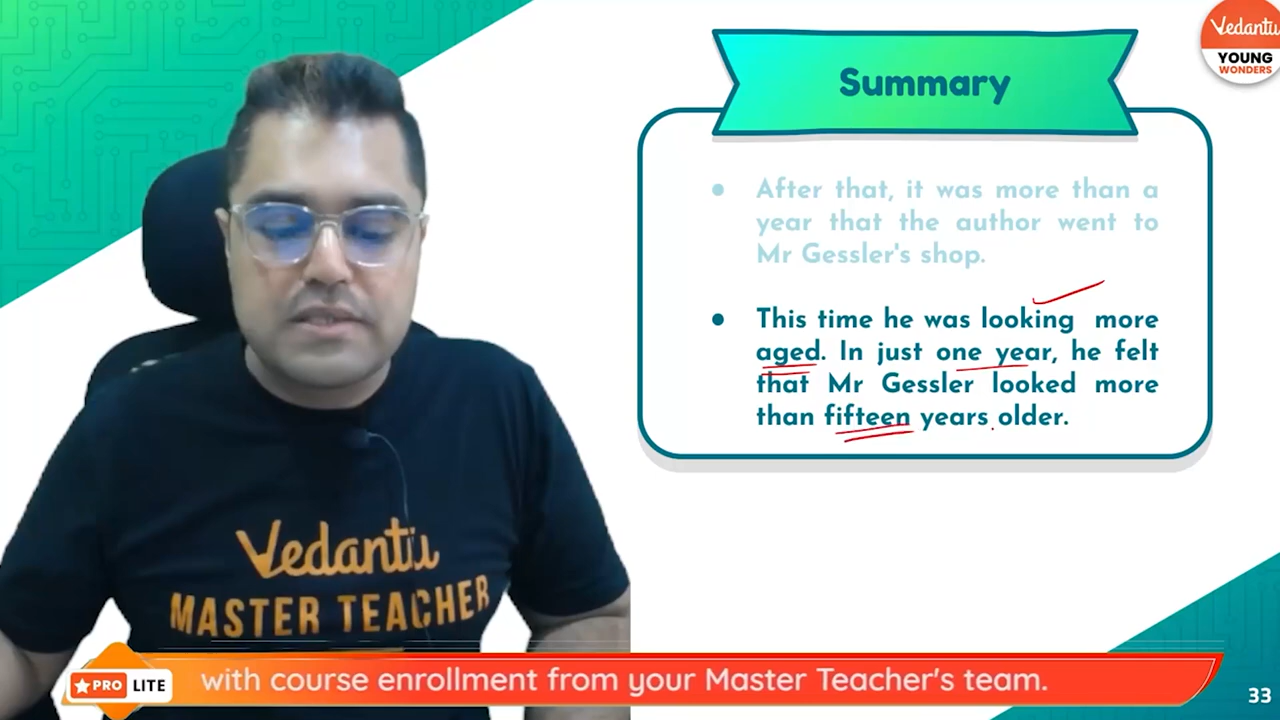 Vedantu
YOUNG
WONDERS
Summary
• After that, it was more than a
year that the author went to
Mr Gessler's shop.
• This time he was looking more
aged. In just one year, he felt
that Mr Gessler looked more
than fifteen years older.
Vedantu
MASTER TEACHER
PRO LITE
with course enrollment from your Master Teacher's team.
33